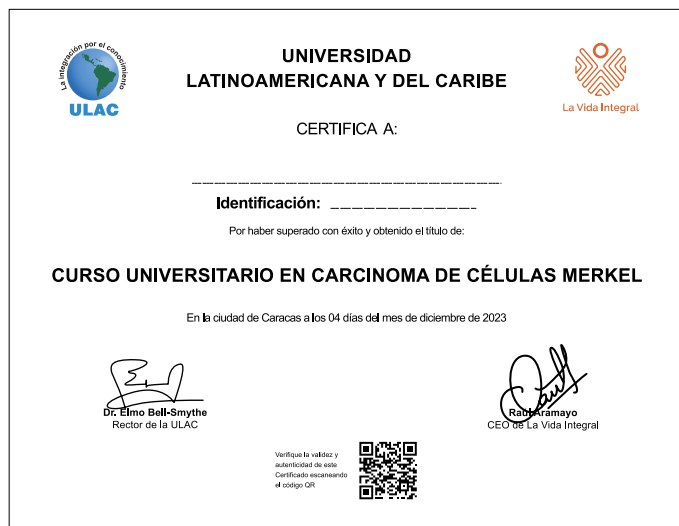 La integración por el conocimiento
ULAC
UNIVERSIDAD
LATINOAMERICANA Y DEL CARIBE
La Vida Integral
CERTIFICA A:
Identificación:
Por haber superado con éxito y obtenido el título de:
CURSO UNIVERSITARIO EN CARCINOMA DE CÉLULAS MERKEL
En la ciudad de Caracas a los 04 días del mes de diciembre de 2023
Dr. Elmo Bell-Smythe
Rector de la ULAC
Raúl Aramayo
CEO de La Vida Integral
Verifique la validez y
autenticidad de este
Certificado escaneando
el código QR